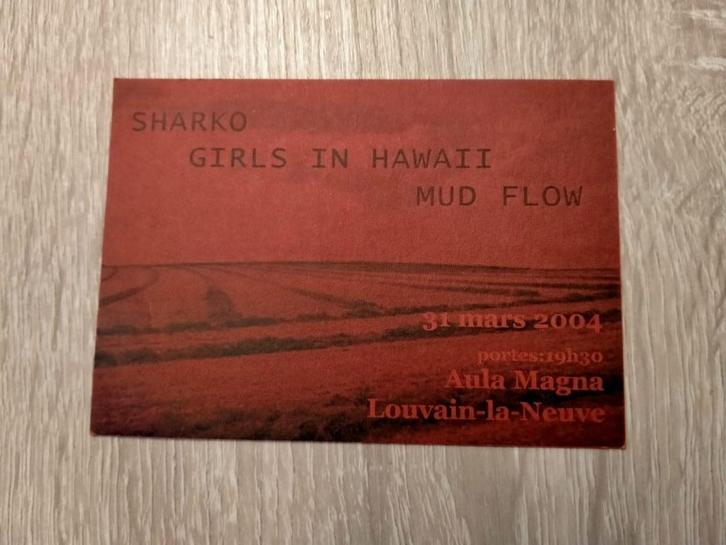 SHARKO
GIRLS IN HAWAII
MUD FLOW
31 mars 2004
portes:19h30
Aula Magna
Louvain-la-Neuve